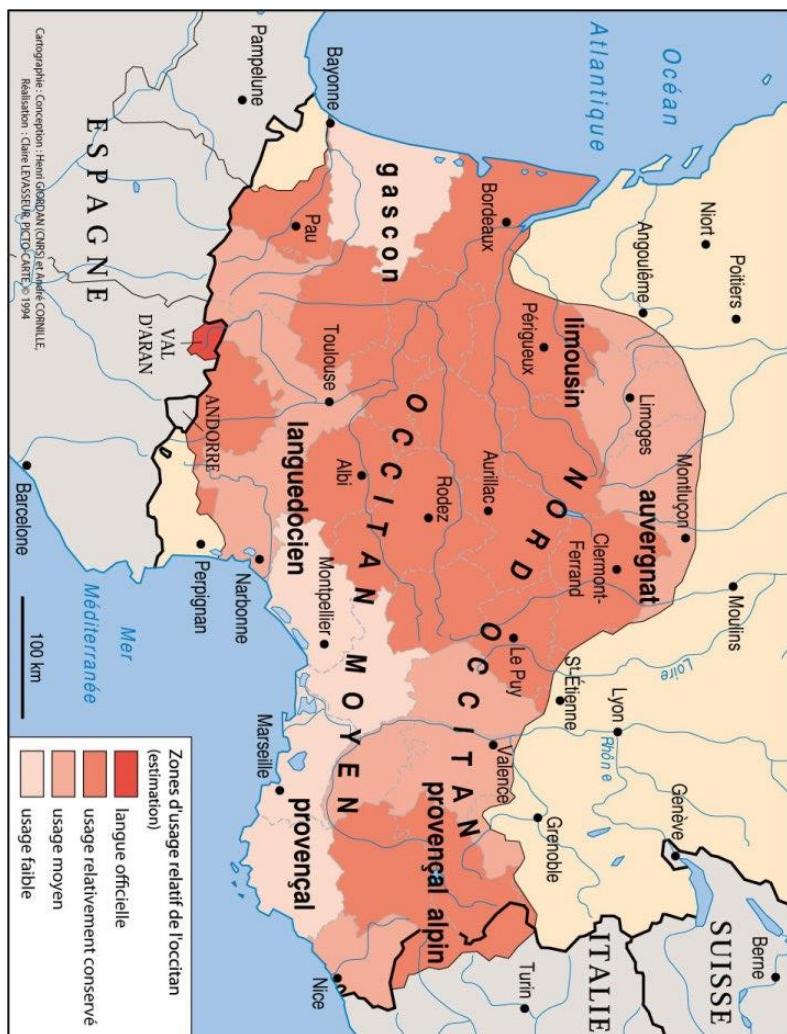 Océan
Atlantique
Niort
Poitiers
Angoulême
Moulins
Montluçon
Limoges
limousin
auvergnat
Clermont-
Ferrand
Lyon
Rhône
Loire
St-Étienne
Genève
Berne
SUISSE
ITALIE
Turin
Grenoble
Valence
Le Puy
Périgueux
Bordeaux
Aurillac
Rodez
NORD OCCITAN
OCCITAN MOYEN
provençal alpin
gascon
Albi
Toulouse
languedocien
Montpellier
provençal
Nice
Marseille
Bayonne
Pau
Pampelune
ESPAGNE
VAL
D'ARAN
ANDORRE
Narbonne
Perpignan
Barcelone
Mer
Méditerranée
100 km
Zones d'usage relatif de l'occitan
(estimation)
langue officielle
usage relativement conservé
usage moyen
usage faible
Cartographie : Conception : Henri GIORDAN (CNRS) et André CORNILLE,
Réalisation : Claire LEVASSEUR, PICTO-CARTE, © 1994